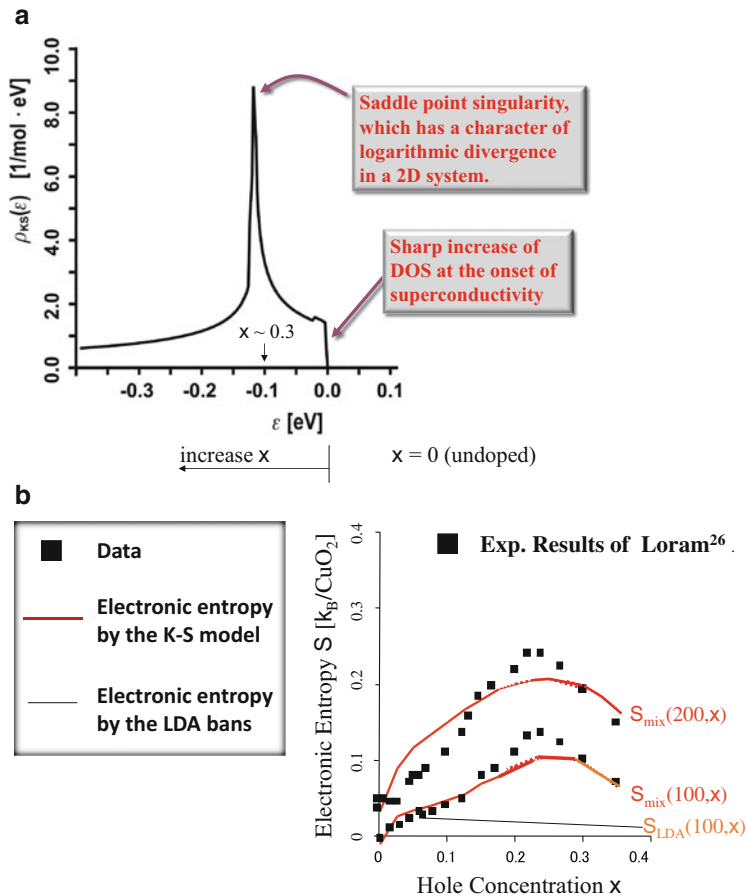 a
10.0
8.0
6.0
4.0
2.0
0.0
ρKS(ε) [1/mol · eV]
Saddle point singularity,
which has a character of
logarithmic divergence
in a 2D system.
Sharp increase of
DOS at the onset of
superconductivity
x ~ 0.3
-0.3 -0.2 -0.1 0.0 0.1
ε [eV]
increase x
x = 0 (undoped)
b
Data
Electronic entropy
by the K-S model
Electronic entropy
by the LDA bans
Exp. Results of Loram26 .
Electronic Entropy S [kB/CuO2]
0.4
0.3
0.2
0.1
0
Smix(200,x)
Smix(100,x)
SLDA(100,x)
0 0.1 0.2 0.3 0.4
Hole Concentration x